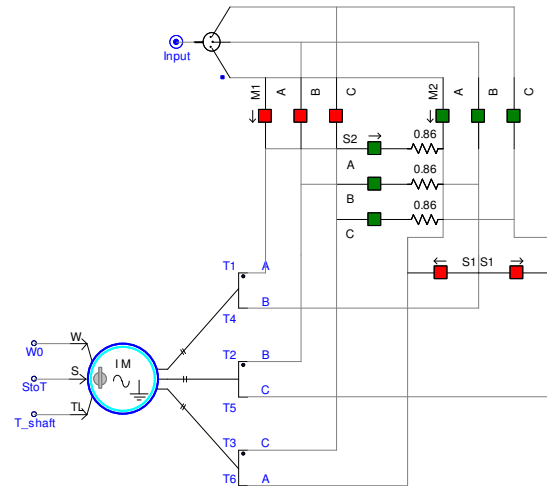 Input
M1
A
B
C
M2
A
B
C
S2
0.86
A
0.86
B
0.86
C
S1 S1
T1
A
B
T4
T2
B
C
T5
T3
C
T6
A
W
W0
IM
S
StoT
TL
T_shaft